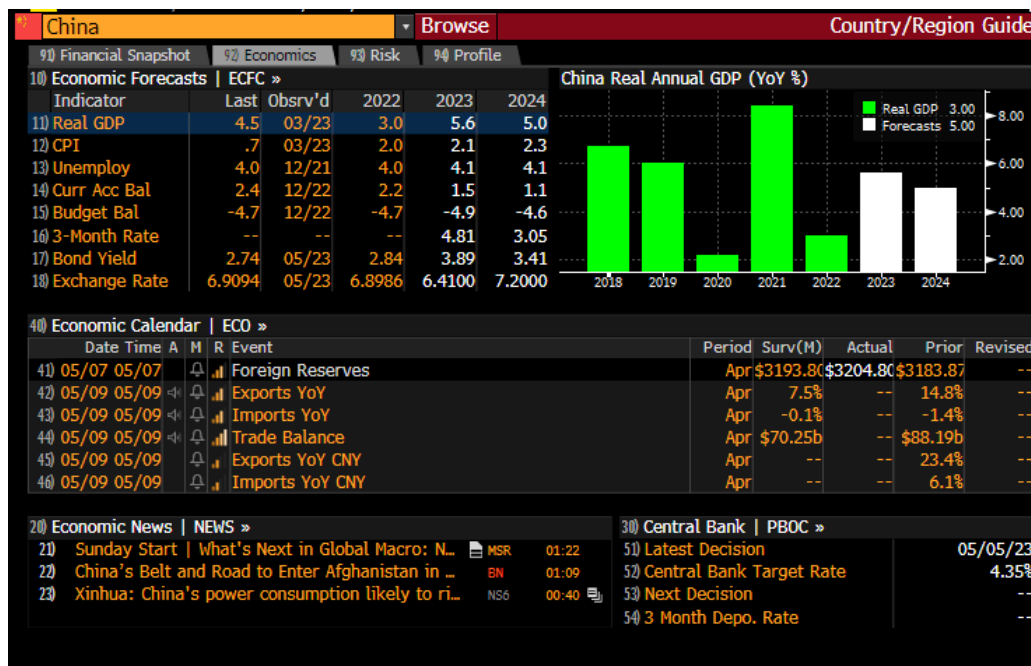 China Browse Country/Region Guide
91) Financial Snapshot 92) Economics 93) Risk 94) Profile
10) Economic Forecasts | ECFC »
Indicator Last Obsrv'd 2022 2023 2024
11) Real GDP 4.5 03/23 3.0 5.6 5.0
12) CPI .7 03/23 2.0 2.1 2.3
13) Unemploy 4.0 12/21 4.0 4.1 4.1
14) Curr Acc Bal 2.4 12/22 2.2 1.5 1.1
15) Budget Bal -4.7 12/22 -4.7 -4.9 -4.6
16) 3-Month Rate -- -- -- 4.81 3.05
17) Bond Yield 2.74 05/23 2.84 3.89 3.41
18) Exchange Rate 6.9094 05/23 6.8986 6.4100 7.2000
China Real Annual GDP (YoY %)
Real GDP 3.00
Forecasts 5.00
8.00
6.00
4.00
2.00
2018 2019 2020 2021 2022 2023 2024
40) Economic Calendar | ECO »
Date Time A M R Event Period Surv(M) Actual Prior Revised
41) 05/07 05/07 Foreign Reserves Apr $3193.80 $3204.80 $3183.87 --
42) 05/09 05/09 Exports YoY Apr 7.5% -- 14.8% --
43) 05/09 05/09 Imports YoY Apr -0.1% -- -1.4% --
44) 05/09 05/09 Trade Balance Apr $70.25b -- $88.19b --
45) 05/09 05/09 Exports YoY CNY Apr -- -- 23.4% --
46) 05/09 05/09 Imports YoY CNY Apr -- -- 6.1% --
20) Economic News | NEWS »
21) Sunday Start | What's Next in Global Macro: N... MSR 01:22
22) China's Belt and Road to Enter Afghanistan in ... BN 01:09
23) Xinhua: China's power consumption likely to ri... NS6 00:40
30) Central Bank | PBOC »
51) Latest Decision 05/05/23
52) Central Bank Target Rate 4.35%
53) Next Decision --
54) 3 Month Depo. Rate --